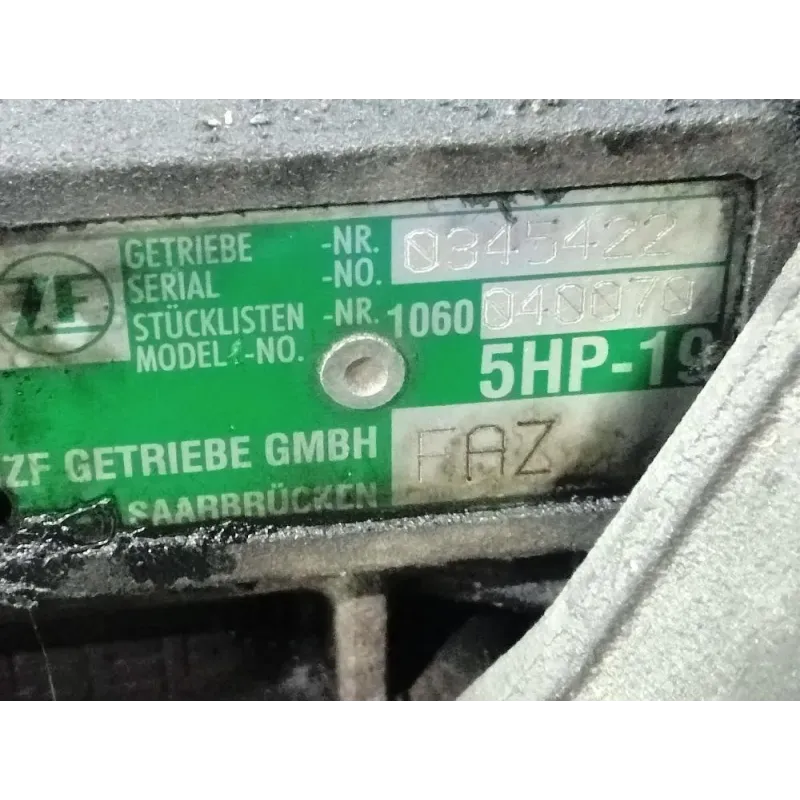 ZF
GETRIEBE -NR. 0345422
SERIAL -NO.
STÜCKLISTEN -NR. 1060 040070
MODEL -NO.
5HP-19
ZF GETRIEBE GMBH FAZ
SAARBRÜCKEN